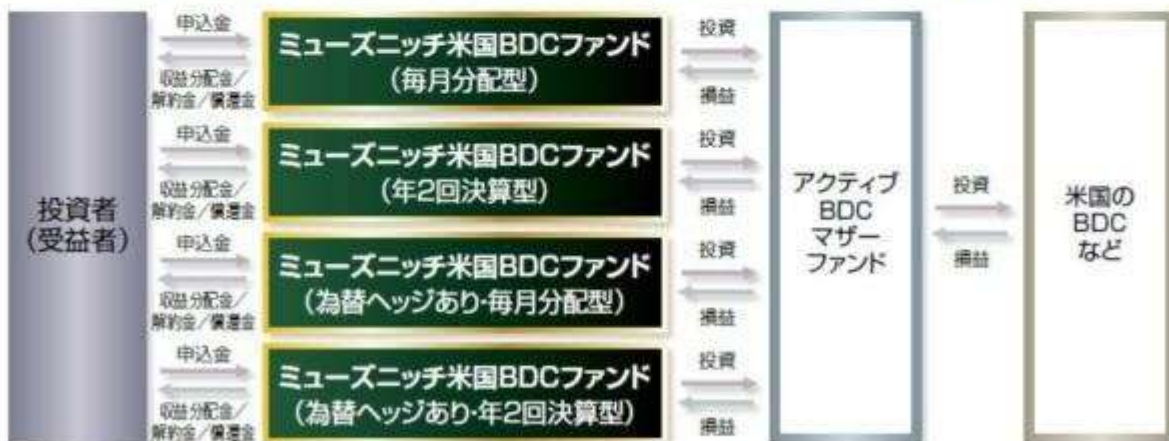 投資者
(受益者)
申込金
収益分配金/
解約金/償還金
ミューズニッチ米国BDCファンド
(毎月分配型)
投資
損益
申込金
収益分配金/
解約金/償還金
ミューズニッチ米国BDCファンド
(年2回決算型)
投資
損益
申込金
収益分配金/
解約金/償還金
ミューズニッチ米国BDCファンド
(為替ヘッジあり・毎月分配型)
投資
損益
申込金
収益分配金/
解約金/償還金
ミューズニッチ米国BDCファンド
(為替ヘッジあり・年2回決算型)
投資
損益
アクティブ
BDC
マザー
ファンド
投資
損益
米国の
BDC
など